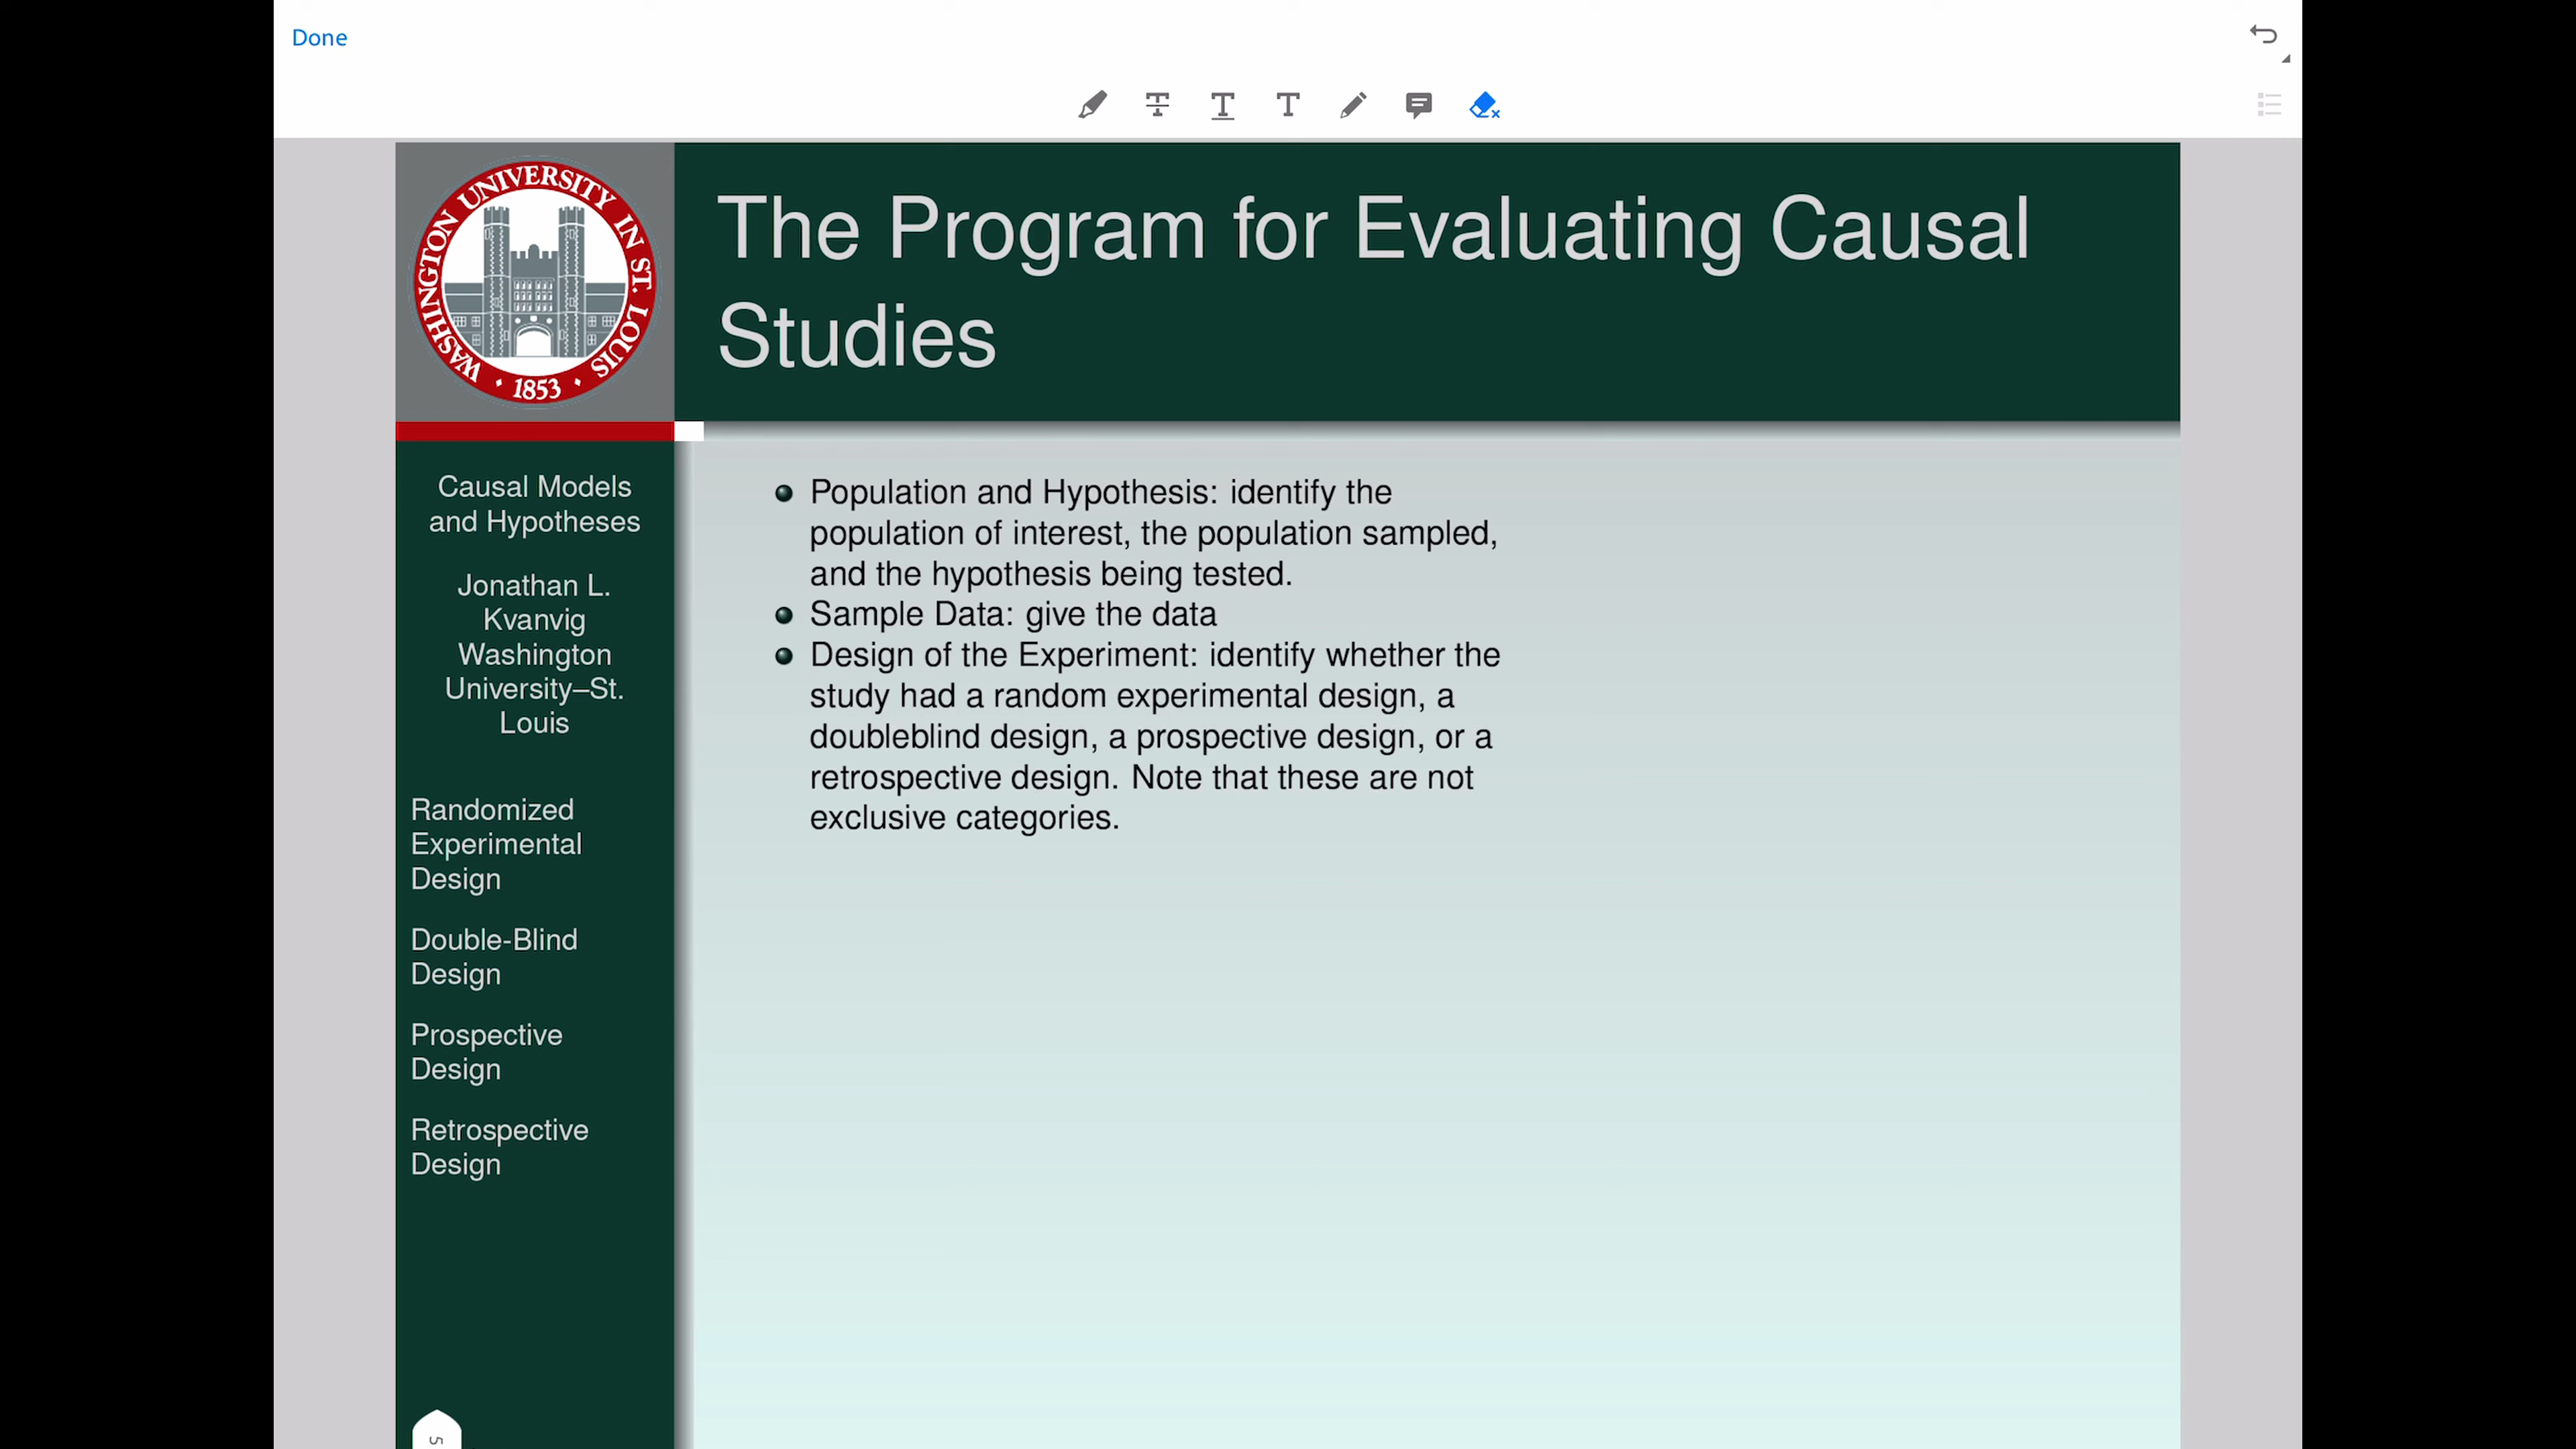 Done
WASHINGTON UNIVERSITY IN ST. LOUIS
1853
The Program for Evaluating Causal
Studies
Causal Models
and Hypotheses
Jonathan L.
Kvanvig
Washington
University–St.
Louis
Randomized
Experimental
Design
Double-Blind
Design
Prospective
Design
Retrospective
Design
Population and Hypothesis: identify the
population of interest, the population sampled,
and the hypothesis being tested.
Sample Data: give the data
Design of the Experiment: identify whether the
study had a random experimental design, a
doubleblind design, a prospective design, or a
retrospective design. Note that these are not
exclusive categories.
5